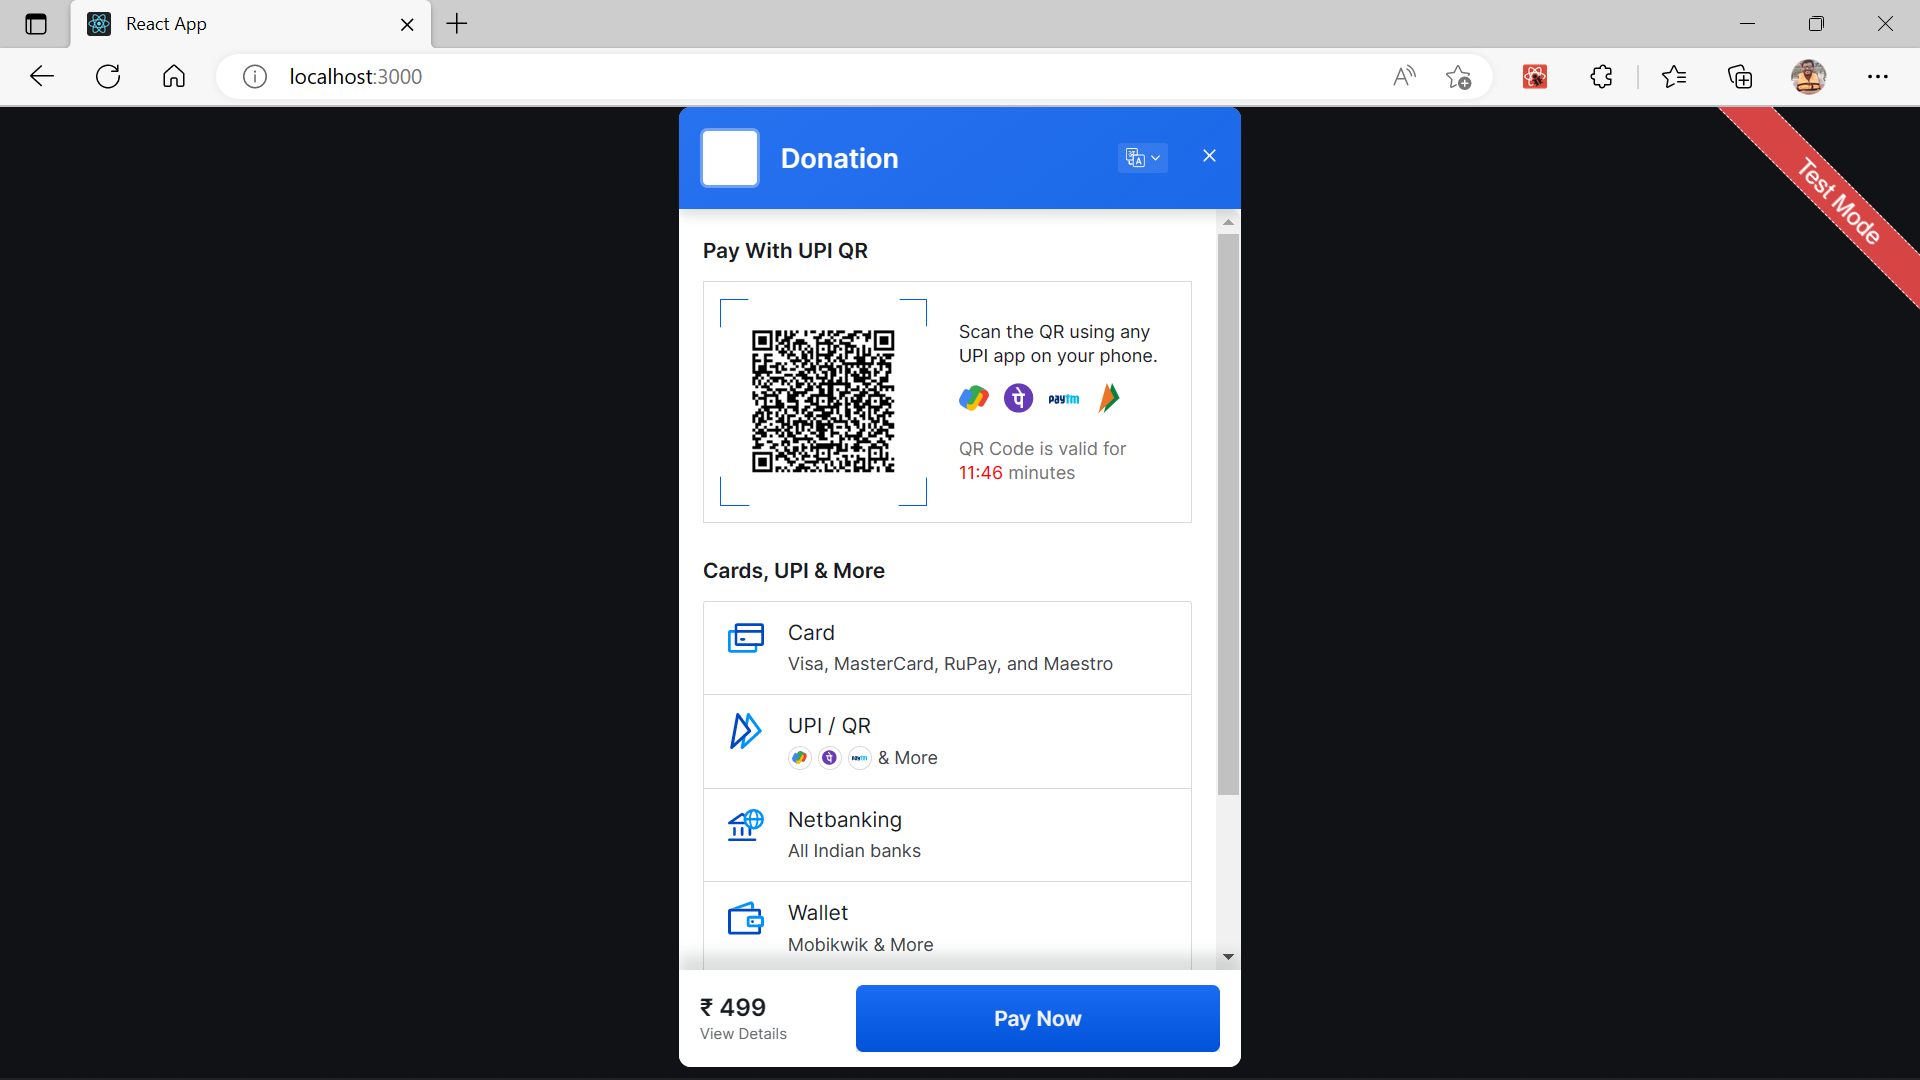 React App
localhost:3000
Test Mode
Donation
Pay With UPI QR
Scan the QR using any
UPI app on your phone.
पे
paytm
QR Code is valid for
11:46 minutes
Cards, UPI & More
Card
Visa, MasterCard, RuPay, and Maestro
UPI / QR
पे paytm & More
Netbanking
All Indian banks
Wallet
Mobikwik & More
₹ 499
View Details
Pay Now